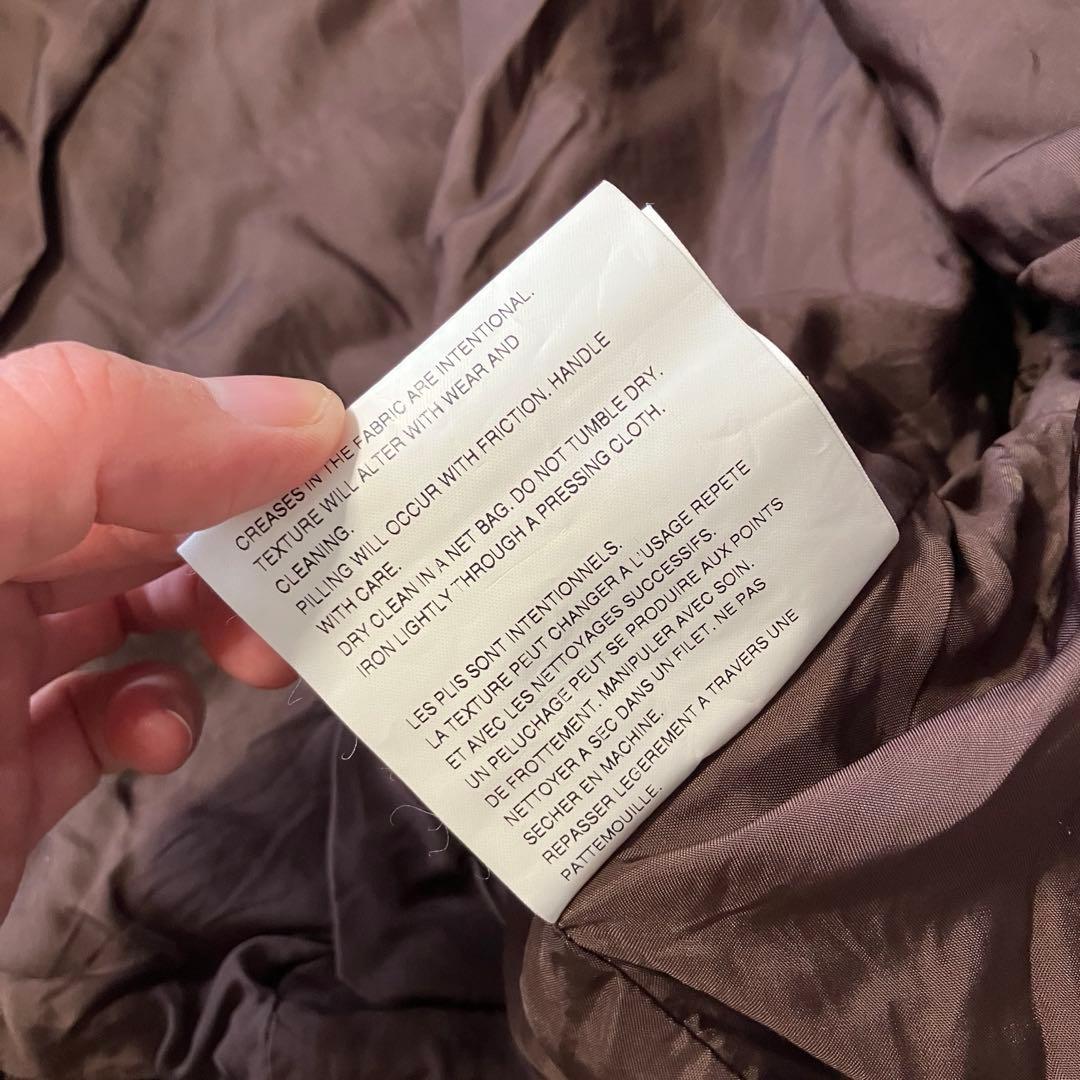 CREASES IN THE FABRIC ARE INTENTIONAL.
TEXTURE WILL ALTER WITH WEAR AND
CLEANING.
PILLING WILL OCCUR WITH FRICTION. HANDLE
WITH CARE.
DRY CLEAN IN A NET BAG. DO NOT TUMBLE DRY.
IRON LIGHTLY THROUGH A PRESSING CLOTH.
LES PLIS SONT INTENTIONNELS.
LA TEXTURE PEUT CHANGER A L'USAGE REPETE
ET AVEC LES NETTOYAGES SUCCESSIFS.
UN PELUCHAGE PEUT SE PRODUIRE AUX POINTS
DE FROTTEMENT. MANIPULER AVEC SOIN.
NETTOYER A SEC DANS UN FILET. NE PAS
SECHER EN MACHINE.
REPASSER LEGEREMENT A TRAVERS UNE
PATTEMOUILLE.